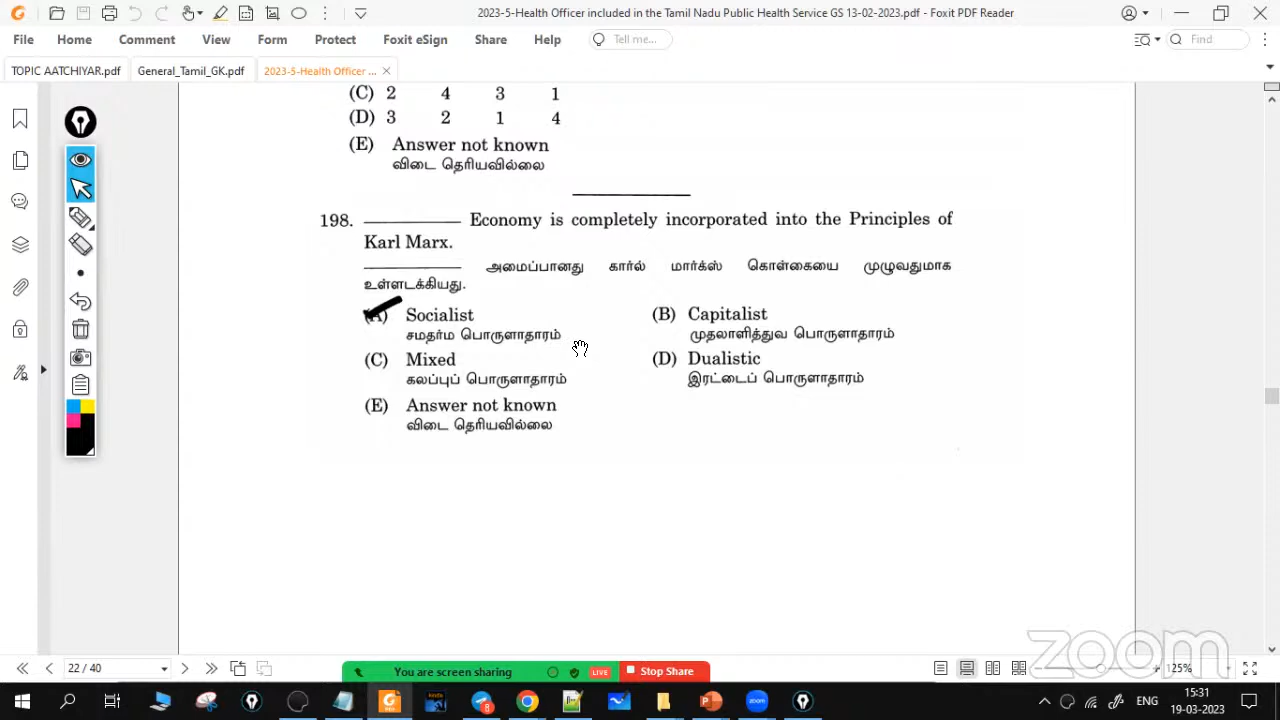 2023-5-Health Officer included in the Tamil Nadu Public Health Service GS 13-02-2023.pdf - Foxit PDF Reader
File Home Comment View Form Protect Foxit eSign Share Help Tell me... Find
TOPIC AATCHIYAR.pdf General_Tamil_GK.pdf 2023-5-Health Officer ...
(C) 2 4 3 1
(D) 3 2 1 4
(E) Answer not known
விடை தெரியவில்லை
198. ________ Economy is completely incorporated into the Principles of
Karl Marx.
________ அமைப்பானது கார்ல் மார்க்ஸ் கொள்கையை முழுவதுமாக
உள்ளடக்கியது.
(A) Socialist
சமதர்ம பொருளாதாரம்
(B) Capitalist
முதலாளித்துவ பொருளாதாரம்
(C) Mixed
கலப்புப் பொருளாதாரம்
(D) Dualistic
இரட்டைப் பொருளாதாரம்
(E) Answer not known
விடை தெரியவில்லை
zoom
22 / 40
You are screen sharing LIVE Stop Share
125%
ENG
15:31
19-03-2023